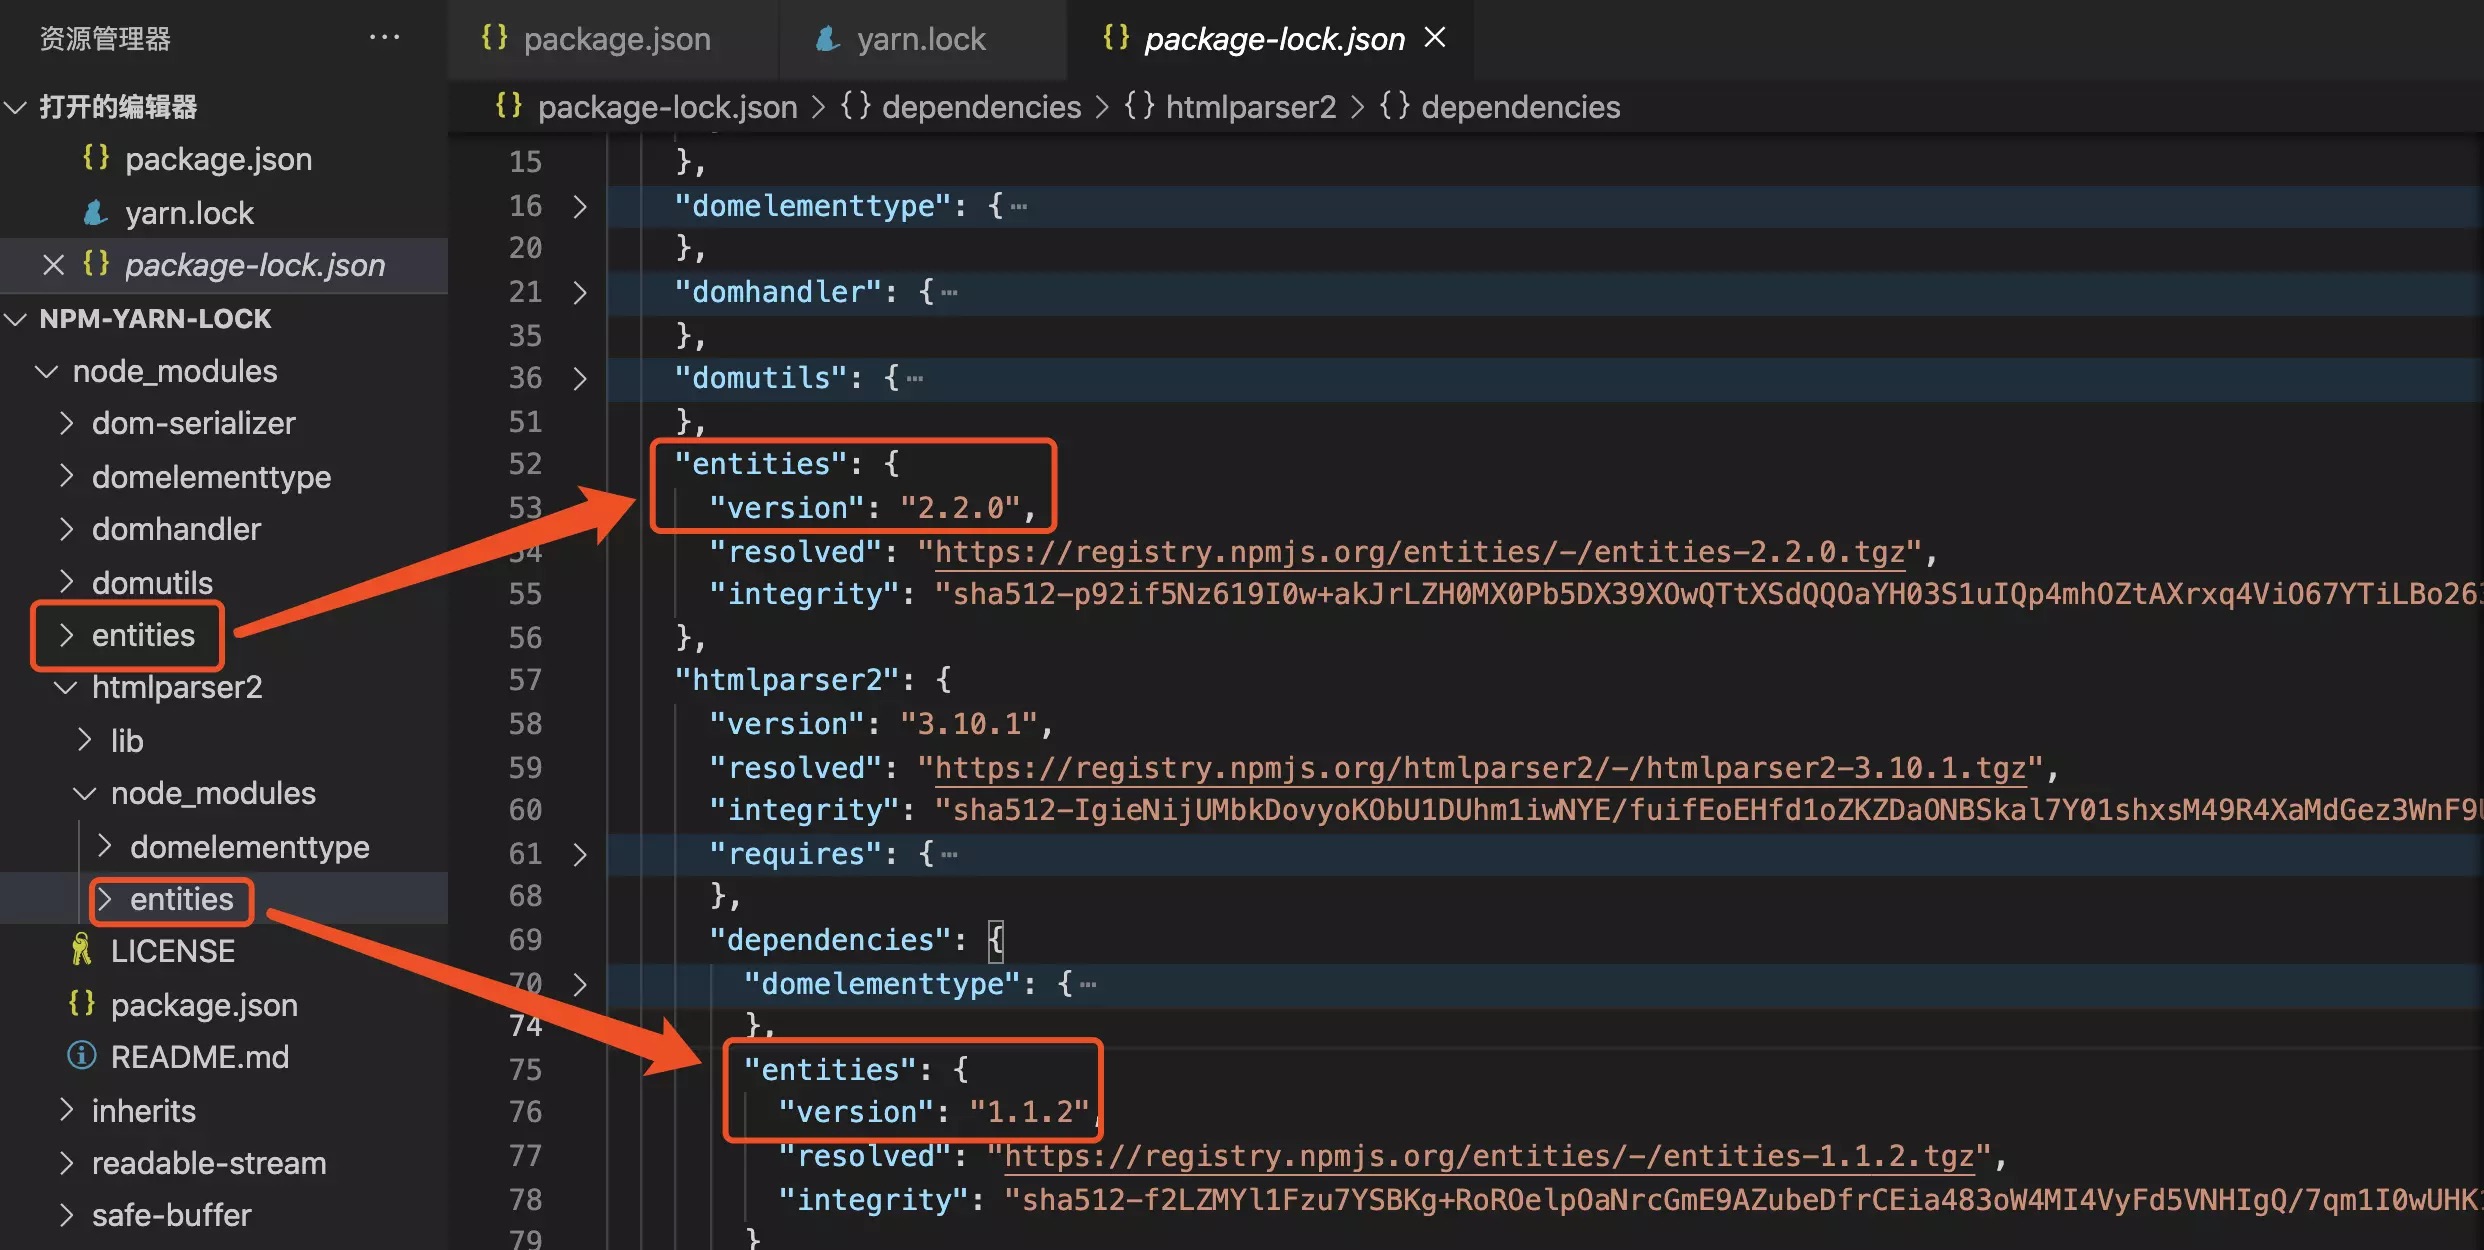 资源管理器 ···
打开的编辑器
{} package.json
yarn.lock
{} package-lock.json
NPM-YARN-LOCK
node_modules
dom-serializer
domelementtype
domhandler
domutils
entities
htmlparser2
lib
node_modules
domelementtype
entities
LICENSE
{} package.json
README.md
inherits
readable-stream
safe-buffer
{} package.json yarn.lock {} package-lock.json
{} package-lock.json > {} dependencies > {} htmlparser2 > {} dependencies
15 },
16 "domelementtype": {···
20 },
21 "domhandler": {···
35 },
36 "domutils": {···
51 },
52 "entities": {
53 "version": "2.2.0",
54 "resolved": "https://registry.npmjs.org/entities/-/entities-2.2.0.tgz",
55 "integrity": "sha512-p92if5Nz619I0w+akJrLZH0MX0Pb5DX39XOwQTtXSdQQOaYH03S1uIQp4mhOZtAXrxq4ViO67YTiLBo263
56 },
57 "htmlparser2": {
58 "version": "3.10.1",
59 "resolved": "https://registry.npmjs.org/htmlparser2/-/htmlparser2-3.10.1.tgz",
60 "integrity": "sha512-IgieNijUMbkDovyoKObU1DUhm1iwNYE/fuifEoEHfd1oZKZDaONBSkal7Y01shxsM49R4XaMdGez3WnF9
61 "requires": {···
68 },
69 "dependencies": {
70 "domelementtype": {···
74 },
75 "entities": {
76 "version": "1.1.2",
77 "resolved": "https://registry.npmjs.org/entities/-/entities-1.1.2.tgz",
78 "integrity": "sha512-f2LZMYl1Fzu7YSBKg+RoROelpOaNrcGmE9AZubeDfrCEia483oW4MI4VyFd5VNHIgQ/7qm1I0wUHK
79 }